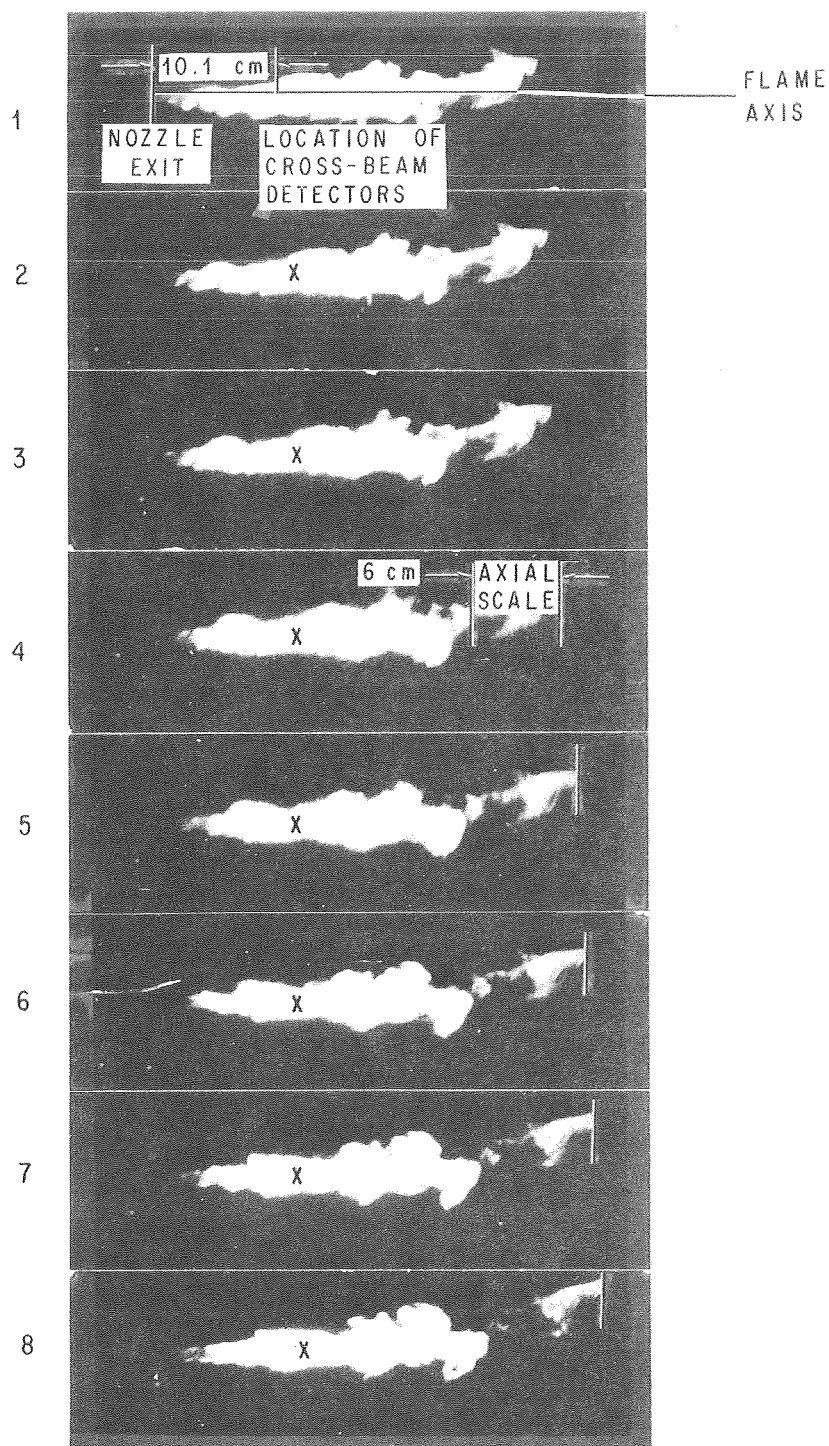 10.1 cm
FLAME
AXIS
1
NOZZLE
EXIT
LOCATION OF
CROSS-BEAM
DETECTORS
2
X
3
X
6 cm
AXIAL
SCALE
4
X
5
X
6
X
7
X
8
X